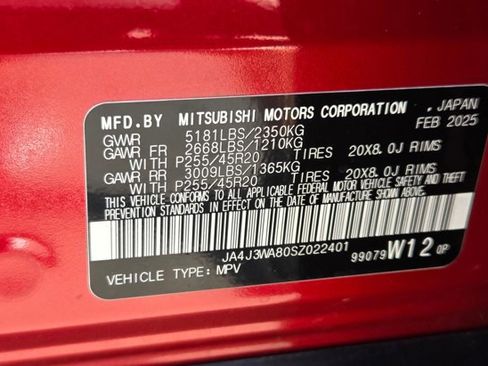 MFD.BY MITSUBISHI MOTORS CORPORATION , JAPAN
GVWR 5181LBS/2350KG FEB 2025
GAWR FR 2668LBS/1210KG
WITH P255/45R20 TIRES 20X8.0J RIMS
GAWR RR 3009LBS/1365KG
WITH P255/45R20 TIRES 20X8.0J RIMS
THIS VEHICLE CONFORMS TO ALL APPLICABLE FEDERAL MOTOR VEHICLE SAFETY AND THEFT
PREVENTION STANDARDS IN EFFECT ON THE DATE OF MANUFACTURE SHOWN ABOVE.
JA4J3WA80SZ022401
VEHICLE TYPE: MPV 99079 W12 0P